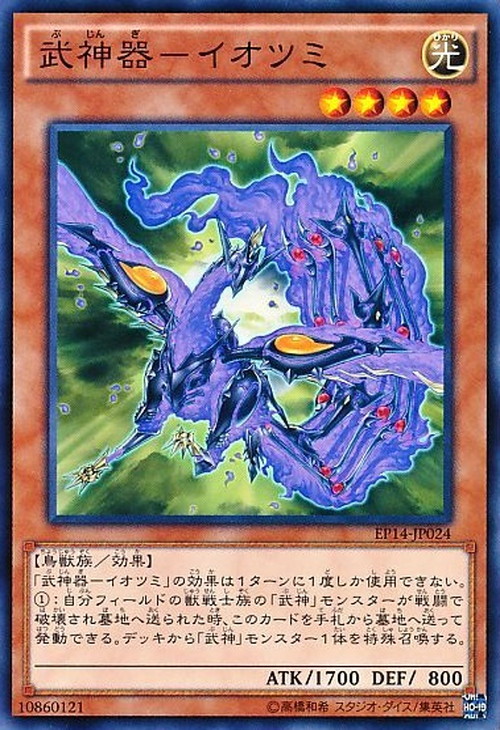 武神器－イオツミ
光
EP14-JP024
【鳥獣族／効果】
「武神器－イオツミ」の効果は１ターンに１度しか使用できない。
①：自分フィールドの獣戦士族の「武神」モンスターが戦闘で
破壊され墓地へ送られた時、このカードを手札から墓地へ送って
発動できる。デッキから「武神」モンスター１体を特殊召喚する。
ATK/1700 DEF/ 800
10860121
©高橋和希 スタジオ・ダイス/集英社